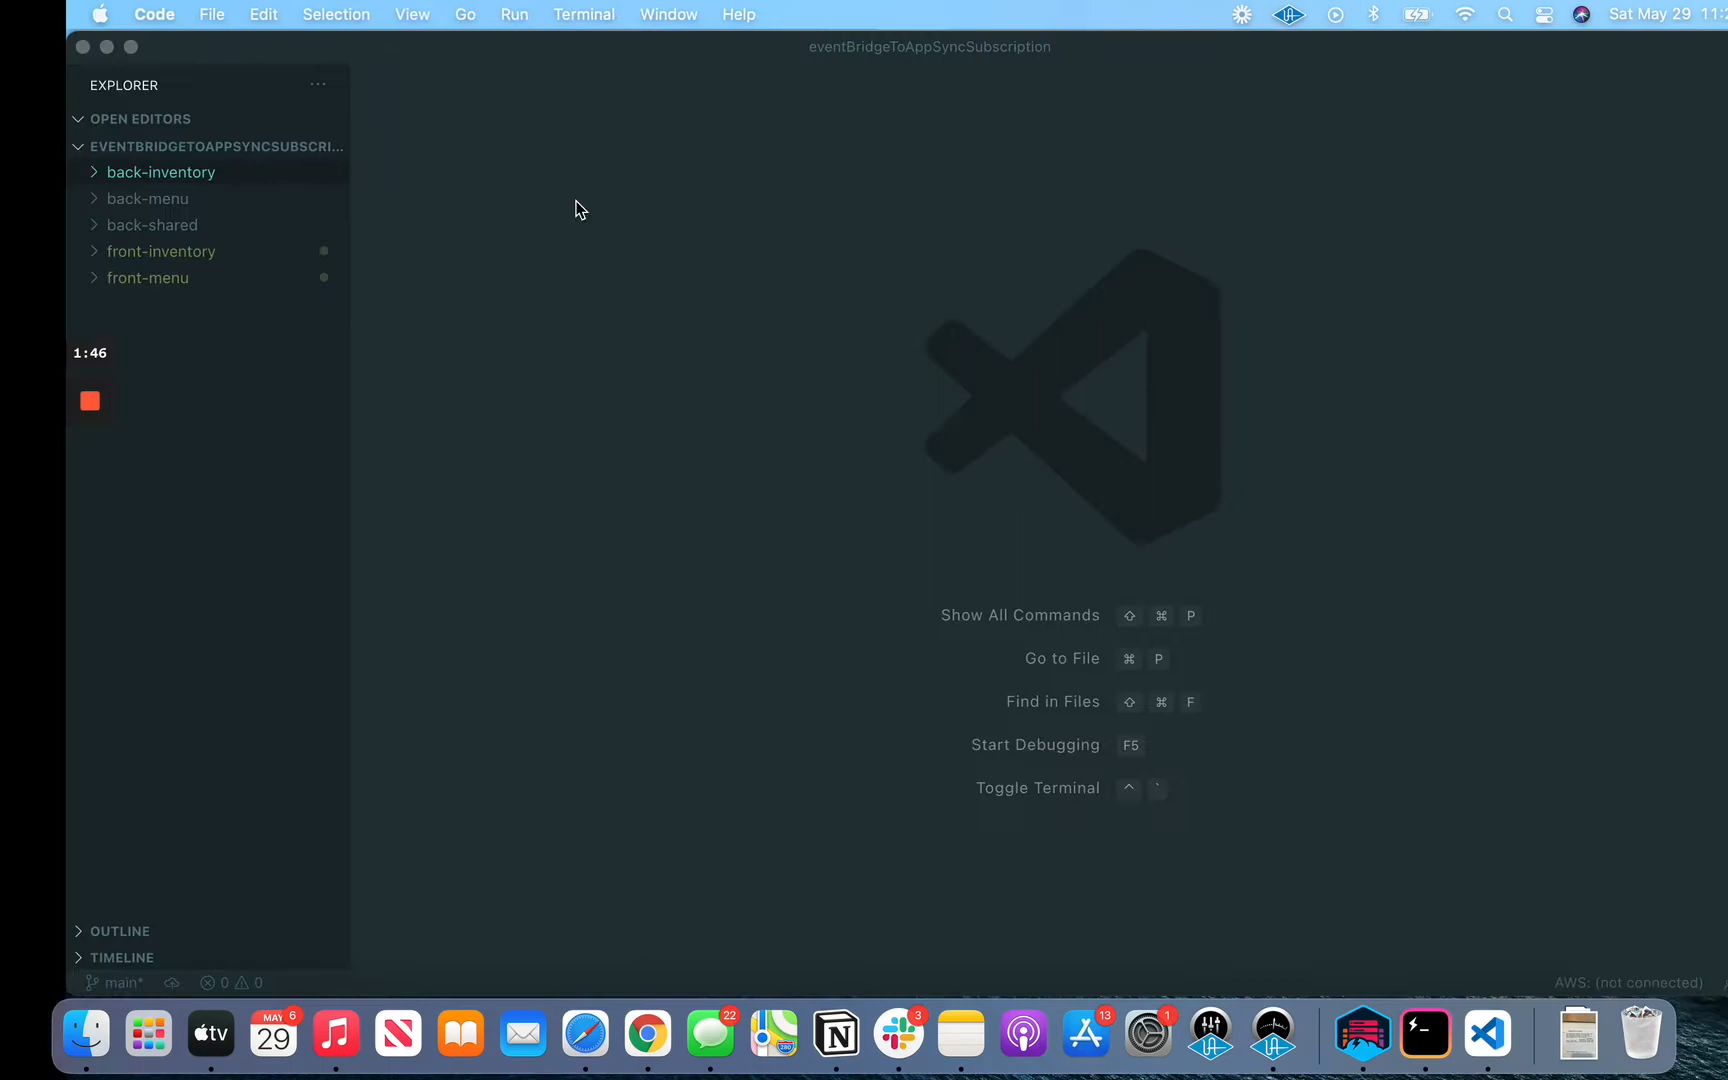 Code File Edit Selection View Go Run Terminal Window Help Sat May 29
eventBridgeToAppSyncSubscription
EXPLORER ...
OPEN EDITORS
EVENTBRIDGETOAPPSYNCSUBSCRI...
back-inventory
back-menu
back-shared
front-inventory
front-menu
1:46
Show All Commands ⇧ ⌘ P
Go to File ⌘ P
Find in Files ⇧ ⌘ F
Start Debugging F5
Toggle Terminal ^ `
OUTLINE
TIMELINE
main* 0 0 AWS: (not connected)
6 22 3 13 1
MAY
tv 29